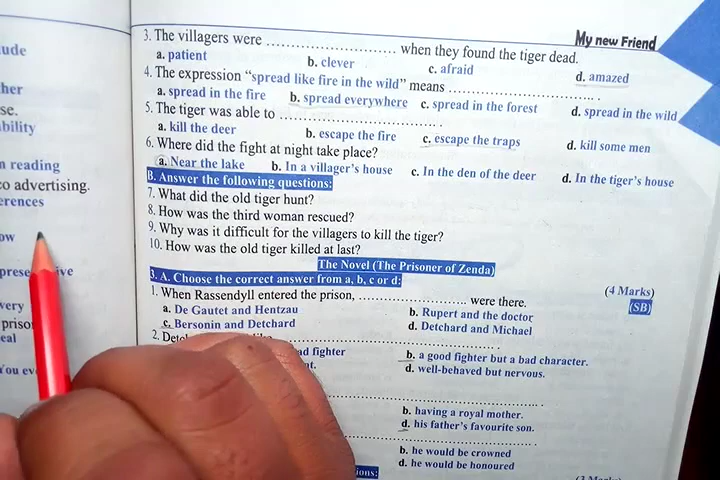 My new Friend
3. The villagers were ........................ when they found the tiger dead.
a. patient b. clever c. afraid d. amazed
4. The expression "spread like fire in the wild" means ........................
a. spread in the fire b. spread everywhere c. spread in the forest d. spread in the wild
5. The tiger was able to ........................
a. kill the deer b. escape the fire c. escape the traps d. kill some men
6. Where did the fight at night take place?
a. Near the lake b. In a villager's house c. In the den of the deer d. In the tiger's house
B. Answer the following questions:
7. What did the old tiger hunt?
8. How was the third woman rescued?
9. Why was it difficult for the villagers to kill the tiger?
10. How was the old tiger killed at last?
The Novel (The Prisoner of Zenda)
3. A. Choose the correct answer from a, b, c or d: (4 Marks)
1. When Rassendyll entered the prison, ........................ were there. (SB)
a. De Gautet and Hentzau b. Rupert and the doctor
c. Bersonin and Detchard d. Detchard and Michael
2.
fighter b. a good fighter but a bad character.
d. well-behaved but nervous.
b. having a royal mother.
d. his father's favourite son.
b. he would be crowned
d. he would be honoured
her
se.
reading
advertising.